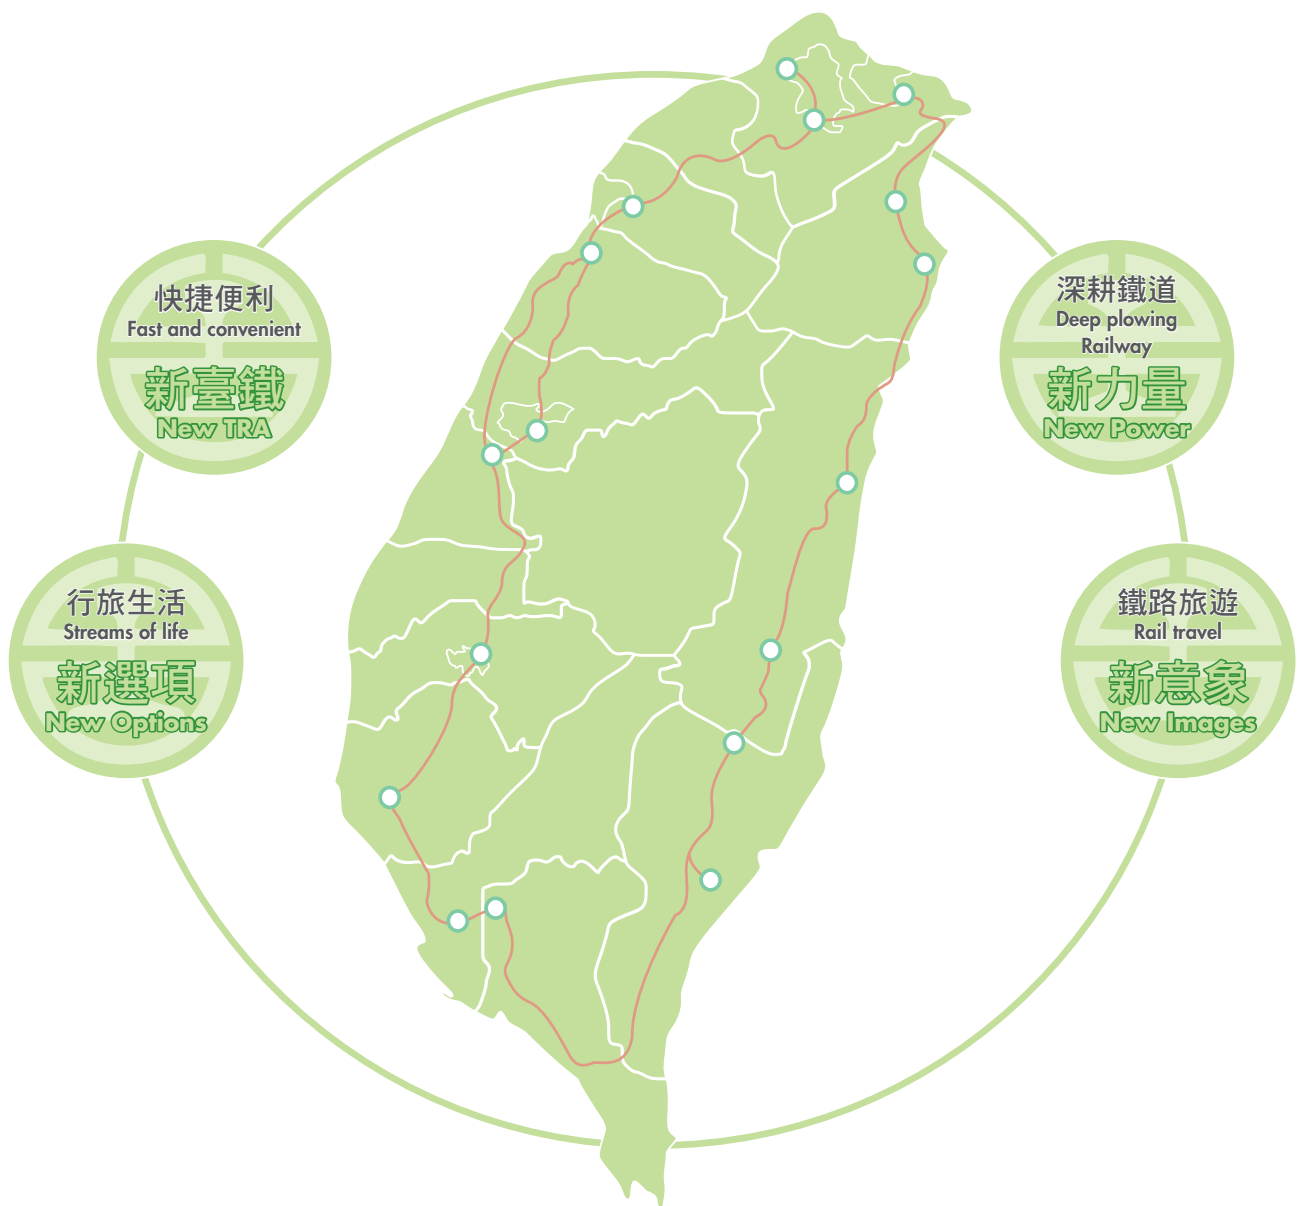 快捷便利
Fast and convenient
新臺鐵
New TRA
深耕鐵道
Deep plowing
Railway
新力量
New Power
行旅生活
Streams of life
新選項
New Options
鐵路旅遊
Rail travel
新意象
New Images